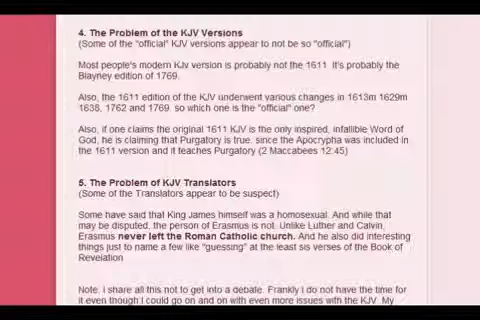 4. The Problem of the KJV Versions
(Some of the "official" KJV versions appear to not be so "official")
Most people's modern KJV version is probably not the 1611. It's probably the
Blayney edition of 1769.
Also, the 1611 edition of the KJV underwent various changes in 1613m 1629m
1638, 1762 and 1769. so which one is the "official" one?
Also, if one claims the original 1611 KJV is the only inspired, infallible Word of
God, he is claiming that Purgatory is true, since the Apocrypha was included in
the 1611 version and it teaches Purgatory (2 Maccabees 12:45)
5. The Problem of KJV Translators
(Some of the Translators appear to be suspect)
Some have said that King James himself was a homosexual. And while that
may be disputed, the person of Erasmus is not. Unlike Luther and Calvin,
Erasmus never left the Roman Catholic church. And he also did interesting
things just to name a few like "guessing" at the least sis verses of the Book of
Revelation
Note: I share all this not to get into a debate. Frankly I do not have the time for
it even though I could go on and on with even more issues with the KJV. My